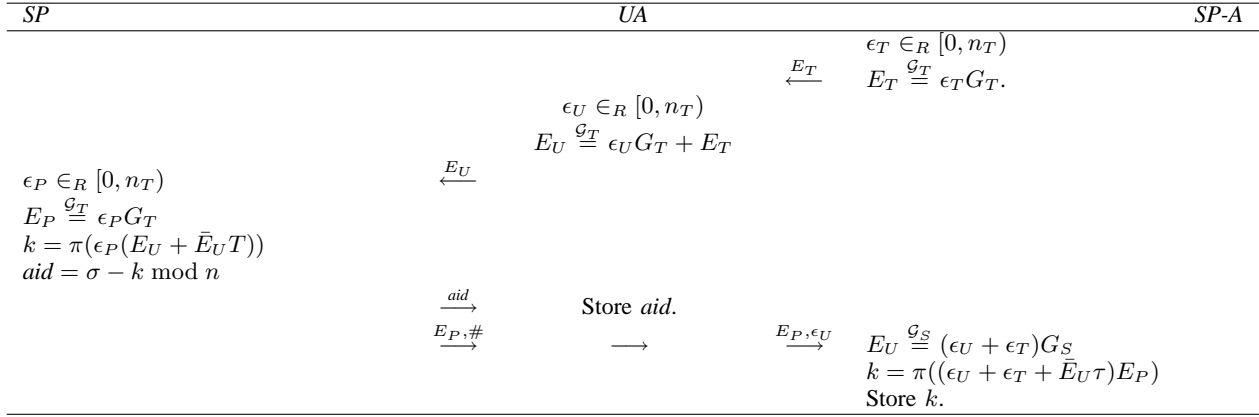 SP UA SP-A
ϵ_T ∈_R [0, n_T)
E_T ← E_T 𝒢_T= ϵ_T G_T.
ϵ_U ∈_R [0, n_T)
E_U 𝒢_T= ϵ_U G_T + E_T
ϵ_P ∈_R [0, n_T) E_U ←
E_P 𝒢_T= ϵ_P G_T
k = π(ϵ_P(E_U + Ē_U T))
aid = σ − k mod n
aid → Store aid.
E_P,# → → E_P,ϵ_U → E_U 𝒢_S= (ϵ_U + ϵ_T)G_S
k = π((ϵ_U + ϵ_T + Ē_U τ)E_P)
Store k.